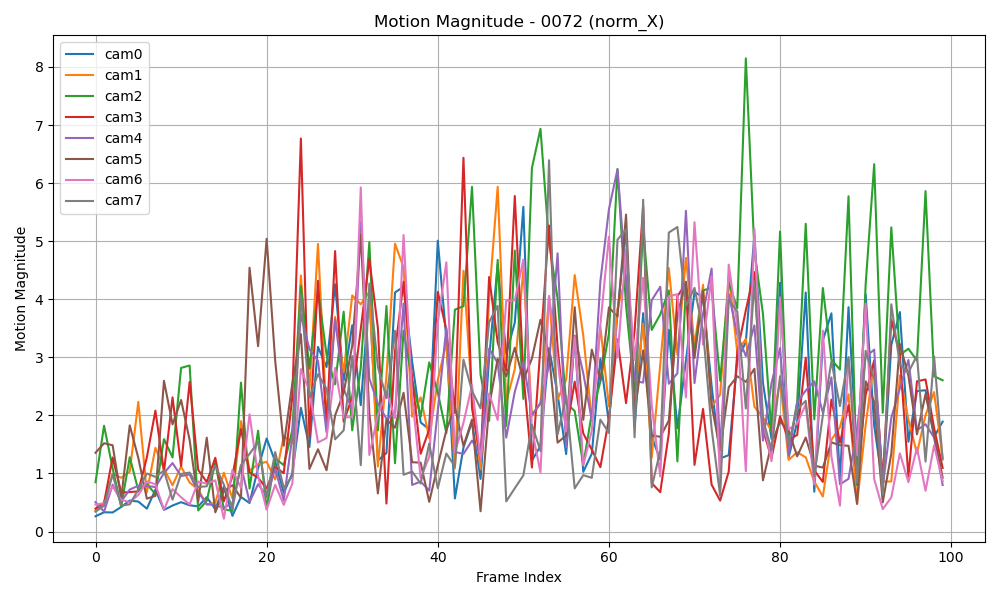 Motion Magnitude - 0072 (norm_X)
cam0
cam1
cam2
cam3
cam4
cam5
cam6
cam7
Motion Magnitude
8
7
6
5
4
3
2
1
0
0 20 40 60 80 100
Frame Index